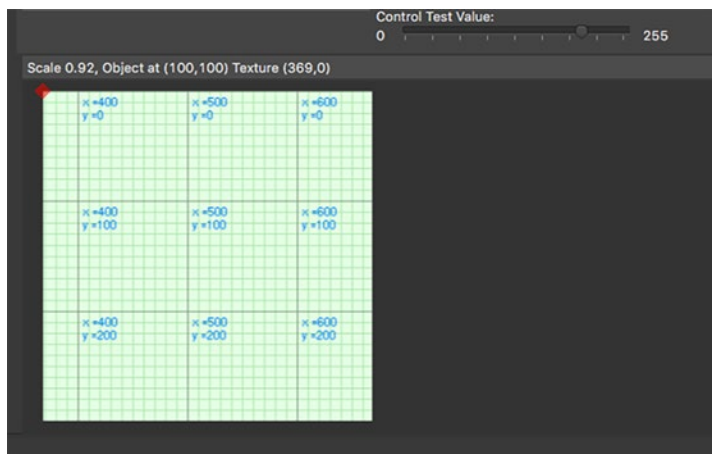 Control Test Value:
0 255
Scale 0.92, Object at (100,100) Texture (369,0)
x =400 x =500 x =600
y =0 y =0 y =0
x =400 x =500 x =600
y =100 y =100 y =100
x =400 x =500 x =600
y =200 y =200 y =200